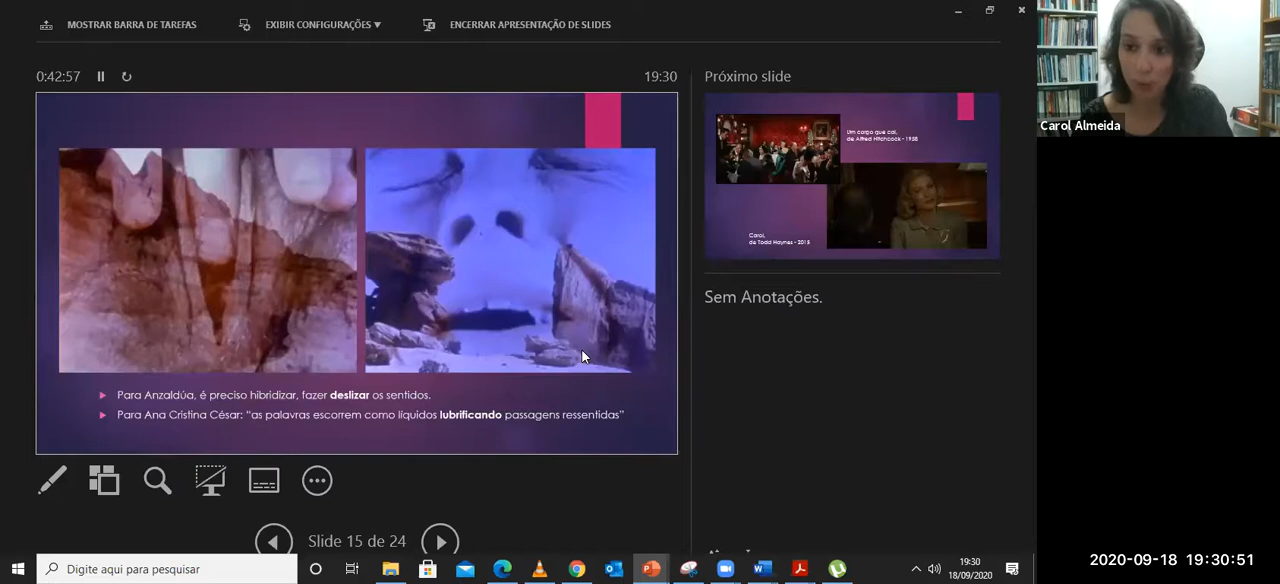 MOSTRAR BARRA DE TAREFAS
EXIBIR CONFIGURAÇÕES ▼
ENCERRAR APRESENTAÇÃO DE SLIDES
0:42:57
19:30
Próximo slide
Um corpo que cai,
de Alfred Hitchcock - 1958
Carol,
de Todd Haynes - 2015
Carol Almeida
Sem Anotações.
Para Anzaldúa, é preciso hibridizar, fazer deslizar os sentidos.
Para Ana Cristina César: “as palavras escorrem como líquidos lubrificando passagens ressentidas”
Slide 15 de 24
Digite aqui para pesquisar
19:30
18/09/2020
2020-09-18 19:30:51